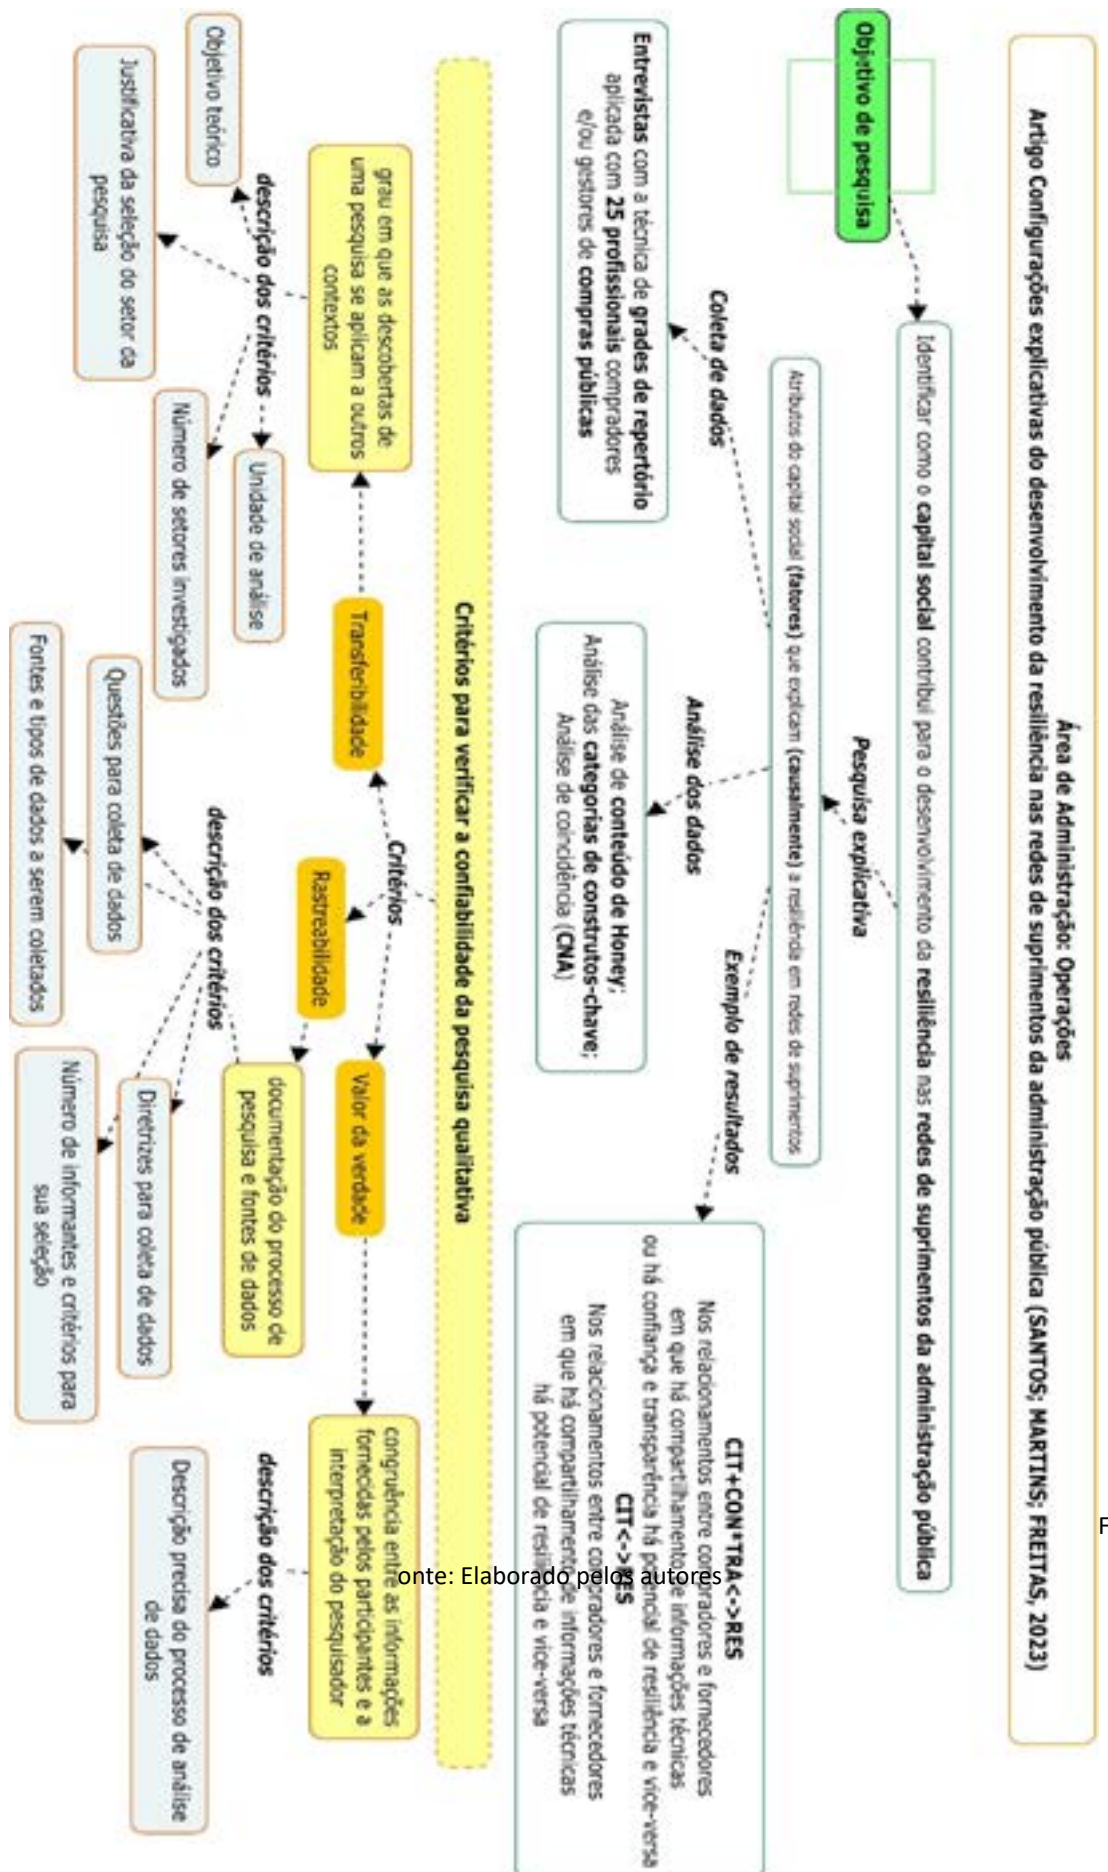 Área de Administração: Operações
Artigo Configurações explicativas do desenvolvimento da resiliência nas redes de suprimentos da administração pública (SANTOS; MARTINS; FREITAS, 2023)
Objetivo de pesquisa
Identificar como o capital social contribui para o desenvolvimento da resiliência nas redes de suprimentos da administração pública
Pesquisa explicativa
Atributos do capital social (fatores) que explicam (causalmente) a resiliência em redes de suprimentos
Coleta de dados
Análise dos dados
Exemplo de resultados
Entrevistas com a técnica de grades de repertório
aplicada com 25 profissionais compradores
e/ou gestores de compras públicas
Análise de conteúdo de Honey;
Análise das categorias de construtos-chave;
Análise de coincidência (CNA)
CIT+CON*TRA<->RES
Nos relacionamentos entre compradores e fornecedores
em que há compartilhamento de informações técnicas
ou há confiança e transparência há potencial de resiliência e vice-versa
CIT<->RES
Nos relacionamentos entre compradores e fornecedores
em que há compartilhamento de informações técnicas
há potencial de resiliência e vice-versa
Critérios para verificar a confiabilidade da pesquisa qualitativa
Critérios
Transferibilidade
Rastreabilidade
Valor da verdade
grau em que as descobertas de
uma pesquisa se aplicam a outros
contextos
documentação do processo de
pesquisa e fontes de dados
congruência entre as informações
fornecidas pelos participantes e a
interpretação do pesquisador
descrição dos critérios
descrição dos critérios
descrição dos critérios
Objetivo teórico
Justificativa da seleção do setor da
pesquisa
Unidade de análise
Número de setores investigados
Questões para coleta de dados
Fontes e tipos de dados a serem coletados
Diretrizes para coleta de dados
Número de informantes e critérios para
sua seleção
Descrição precisa do processo de análise
de dados
F
onte: Elaborado pelos autores